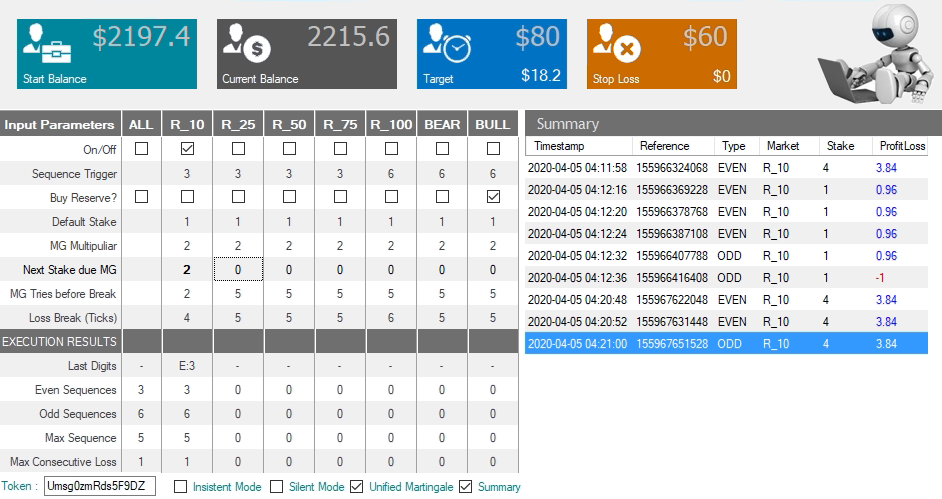 $2197.4
Start Balance
2215.6
Current Balance
$80
Target $18.2
$60
Stop Loss $0
Input Parameters ALL R_10 R_25 R_50 R_75 R_100 BEAR BULL
On/Off
Sequence Trigger 3 3 3 3 6 6 6
Buy Reserve?
Default Stake 1 1 1 1 1 1 1
MG Multipuliar 2 2 2 2 2 2 2
Next Stake due MG 2 0 0 0 0 0 0
MG Tries before Break 2 5 5 5 5 5 5
Loss Break (Ticks) 4 5 5 5 6 5 5
EXECUTION RESULTS
Last Digits - E:3 - - - - - -
Even Sequences 3 3 0 0 0 0 0 0
Odd Sequences 6 6 0 0 0 0 0 0
Max Sequence 5 5 0 0 0 0 0 0
Max Consecutive Loss 1 1 0 0 0 0 0 0
Token : Umsg0zmRds5F9DZ Insistent Mode Silent Mode Unified Martingale Summary
Summary
Timestamp Reference Type Market Stake ProfitLoss
2020-04-05 04:11:58 155966324068 EVEN R_10 4 3.84
2020-04-05 04:12:16 155966369228 EVEN R_10 1 0.96
2020-04-05 04:12:20 155966378768 EVEN R_10 1 0.96
2020-04-05 04:12:24 155966387108 EVEN R_10 1 0.96
2020-04-05 04:12:32 155966407788 ODD R_10 1 0.96
2020-04-05 04:12:36 155966416408 ODD R_10 1 -1
2020-04-05 04:20:48 155967622048 EVEN R_10 4 3.84
2020-04-05 04:20:52 155967631448 EVEN R_10 4 3.84
2020-04-05 04:21:00 155967651528 ODD R_10 4 3.84